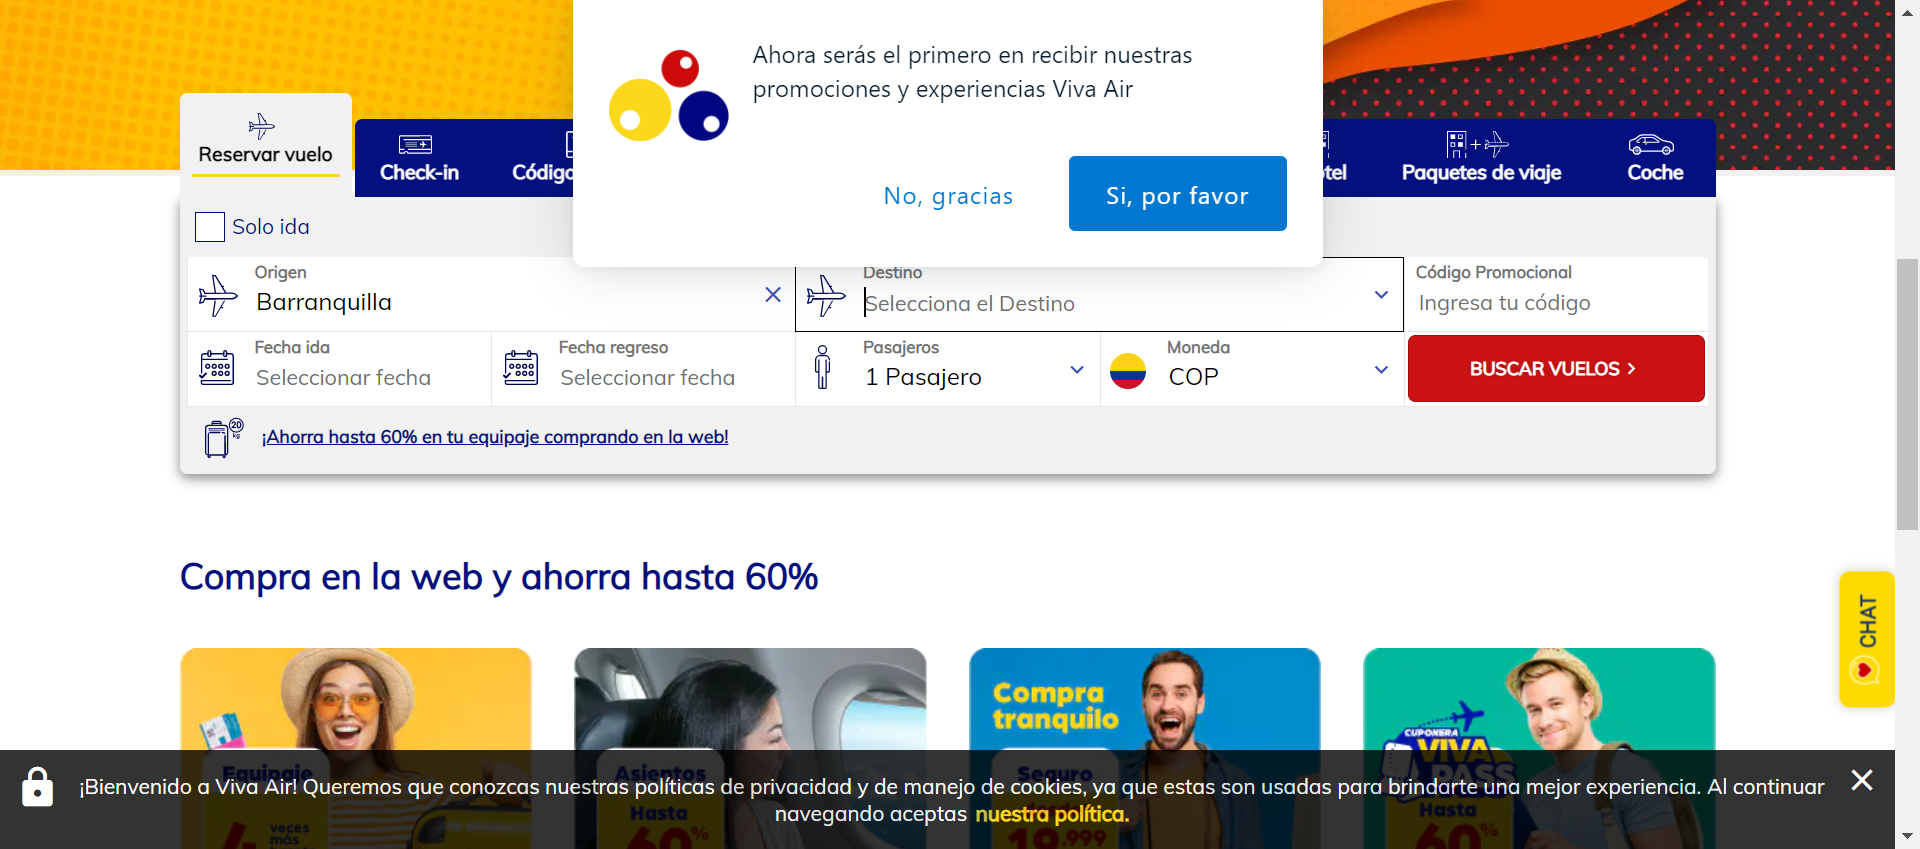 Ahora serás el primero en recibir nuestras
promociones y experiencias Viva Air
No, gracias
Si, por favor
Reservar vuelo
Check-in
Paquetes de viaje
Coche
Solo ida
Origen
Barranquilla
Destino
Selecciona el Destino
Código Promocional
Ingresa tu código
Fecha ida
Seleccionar fecha
Fecha regreso
Seleccionar fecha
Pasajeros
1 Pasajero
Moneda
COP
BUSCAR VUELOS
20
kg
¡Ahorra hasta 60% en tu equipaje comprando en la web!
Compra en la web y ahorra hasta 60%
CHAT
Compra
tranquilo
CUPONERA
VIVA
PASS
Equipaje
Asientos
Seguro
¡Bienvenido a Viva Air! Queremos que conozcas nuestras políticas de privacidad y de manejo de cookies, ya que estas son usadas para brindarte una mejor experiencia. Al continuar
navegando aceptas nuestra política.
4 veces
más
Hasta
60%
19.999
Hasta
60%